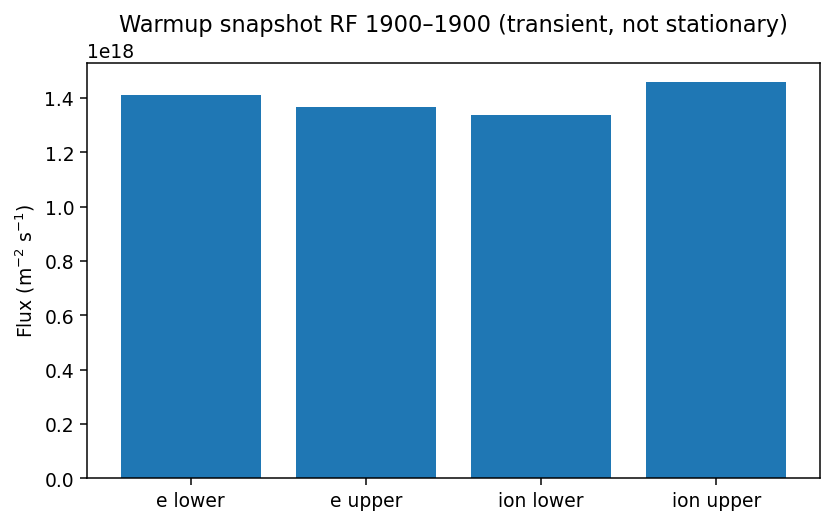 Warmup snapshot RF 1900–1900 (transient, not stationary)
1e18
1.4
1.2
1.0
0.8
0.6
0.4
0.2
0.0
Flux (m⁻² s⁻¹)
e lower e upper ion lower ion upper